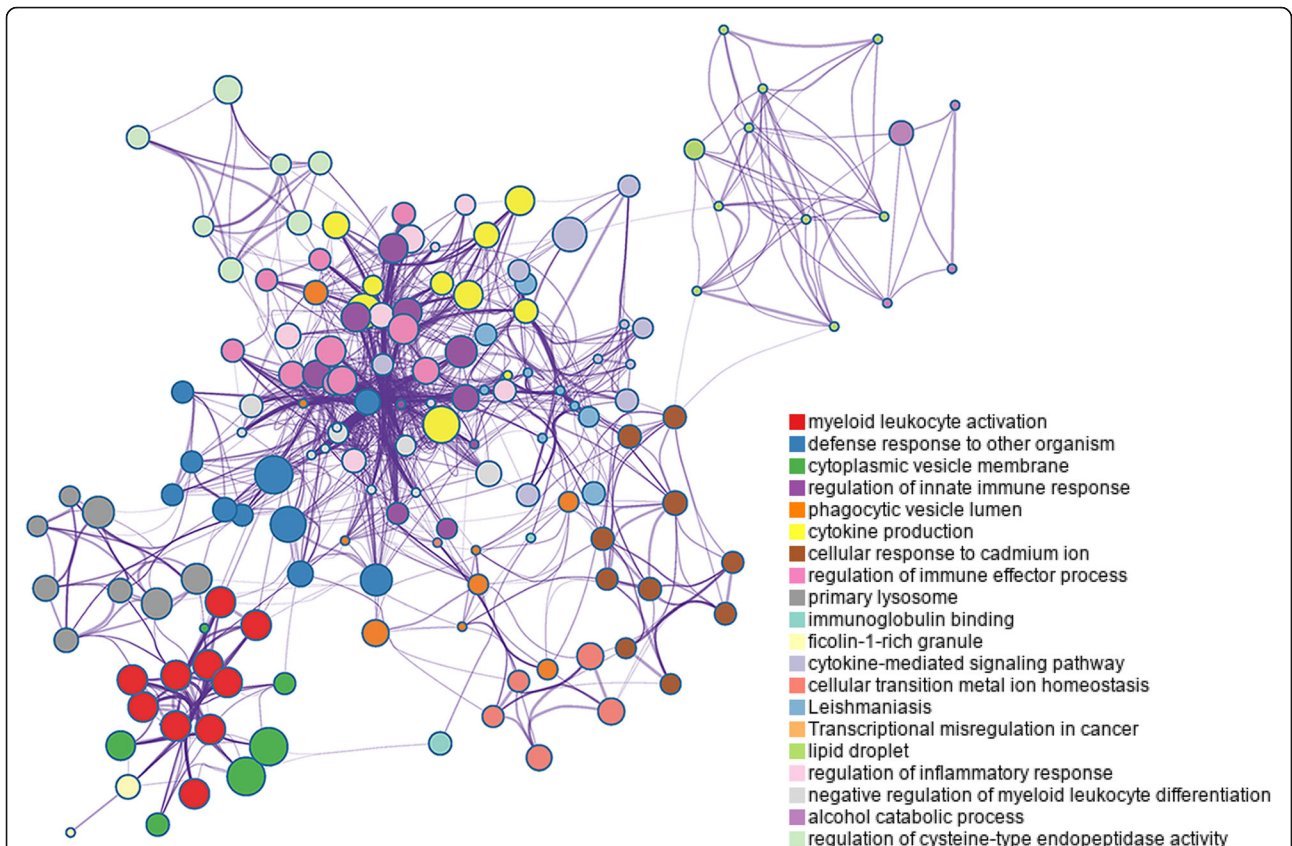 myeloid leukocyte activation
defense response to other organism
cytoplasmic vesicle membrane
regulation of innate immune response
phagocytic vesicle lumen
cytokine production
cellular response to cadmium ion
regulation of immune effector process
primary lysosome
immunoglobulin binding
ficolin-1-rich granule
cytokine-mediated signaling pathway
cellular transition metal ion homeostasis
Leishmaniasis
Transcriptional misregulation in cancer
lipid droplet
regulation of inflammatory response
negative regulation of myeloid leukocyte differentiation
alcohol catabolic process
regulation of cysteine-type endopeptidase activity